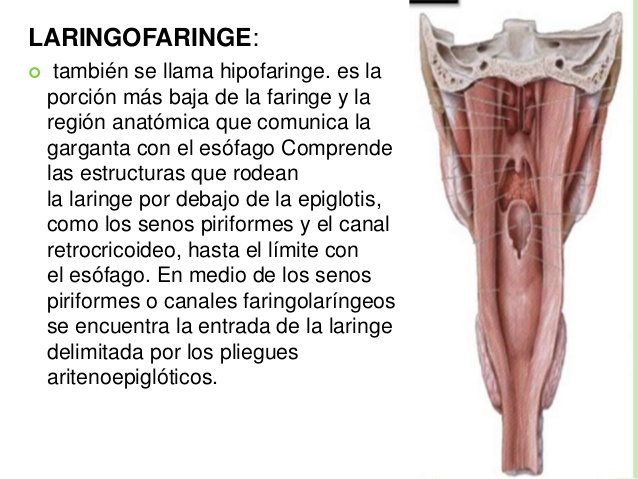 LARINGOFARINGE:
también se llama hipofaringe. es la
porción más baja de la faringe y la
región anatómica que comunica la
garganta con el esófago Comprende
las estructuras que rodean
la laringe por debajo de la epiglotis,
como los senos piriformes y el canal
retrocricoideo, hasta el límite con
el esófago. En medio de los senos
piriformes o canales faringolaríngeos
se encuentra la entrada de la laringe
delimitada por los pliegues
aritenoepiglóticos.